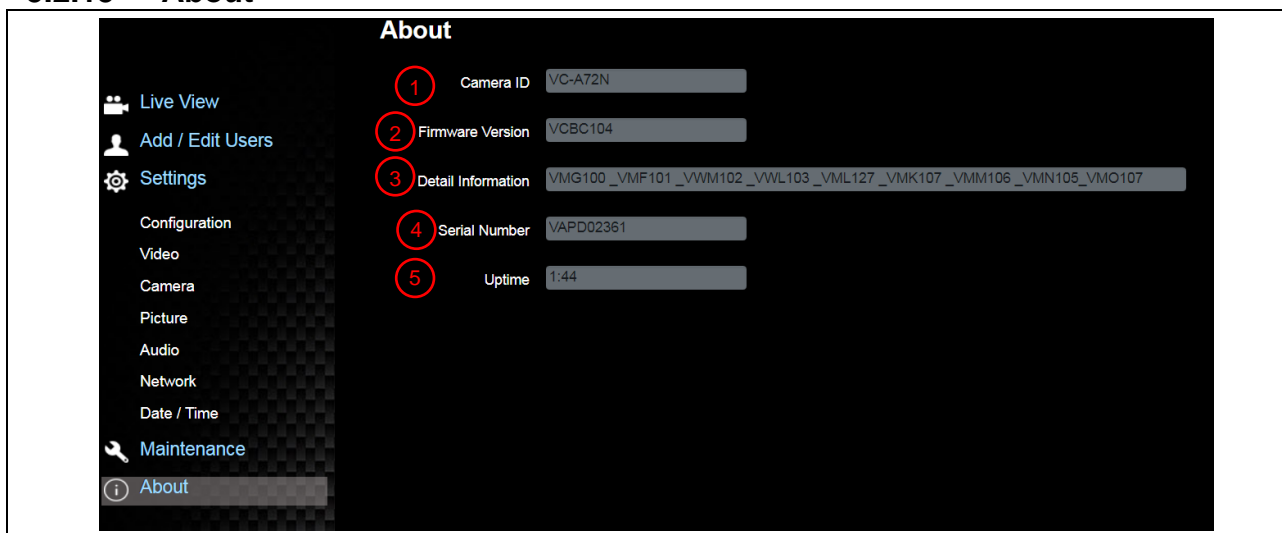 About
Live View
Add / Edit Users
Settings
Configuration
Video
Camera
Picture
Audio
Network
Date / Time
Maintenance
About
1 Camera ID VC-A72N
2 Firmware Version VCBC104
3 Detail Information VMG100 _VMF101 _VWM102 _VWL103 _VML127 _VMK107 _VMM106 _VMN105_VMO107
4 Serial Number VAPD02361
5 Uptime 1:44